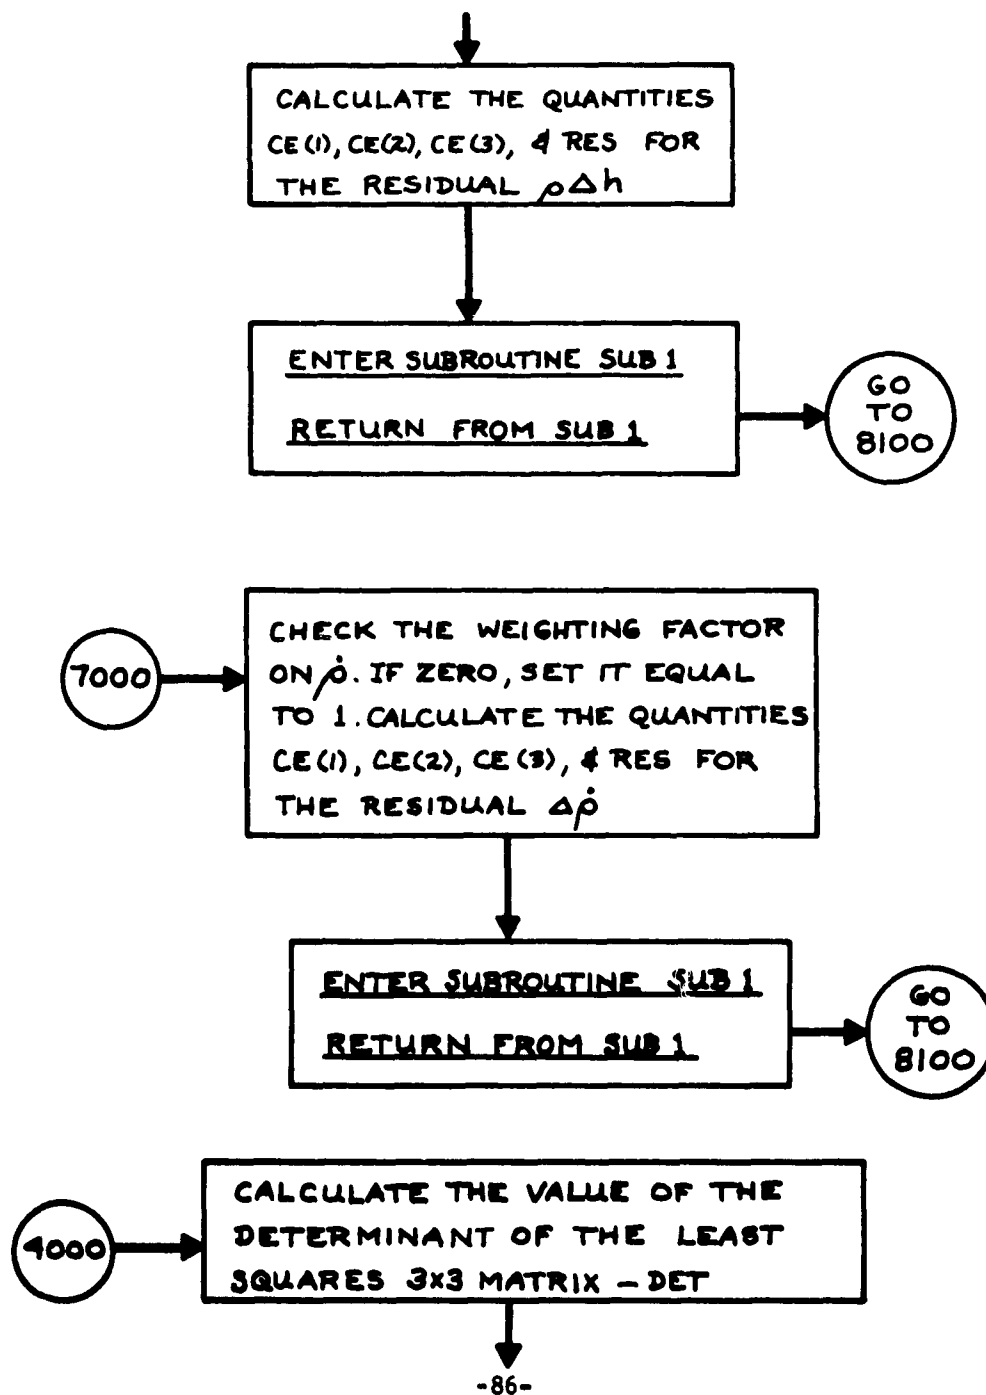 CALCULATE THE QUANTITIES
CE(1), CE(2), CE(3), & RES FOR
THE RESIDUAL ρΔh
ENTER SUBROUTINE SUB 1
RETURN FROM SUB 1
GO
TO
8100
7000
CHECK THE WEIGHTING FACTOR
ON ρ̇. IF ZERO, SET IT EQUAL
TO 1. CALCULATE THE QUANTITIES
CE(1), CE(2), CE(3), & RES FOR
THE RESIDUAL Δρ̇
ENTER SUBROUTINE SUB 1
RETURN FROM SUB 1
GO
TO
8100
4000
CALCULATE THE VALUE OF THE
DETERMINANT OF THE LEAST
SQUARES 3x3 MATRIX - DET
-86-